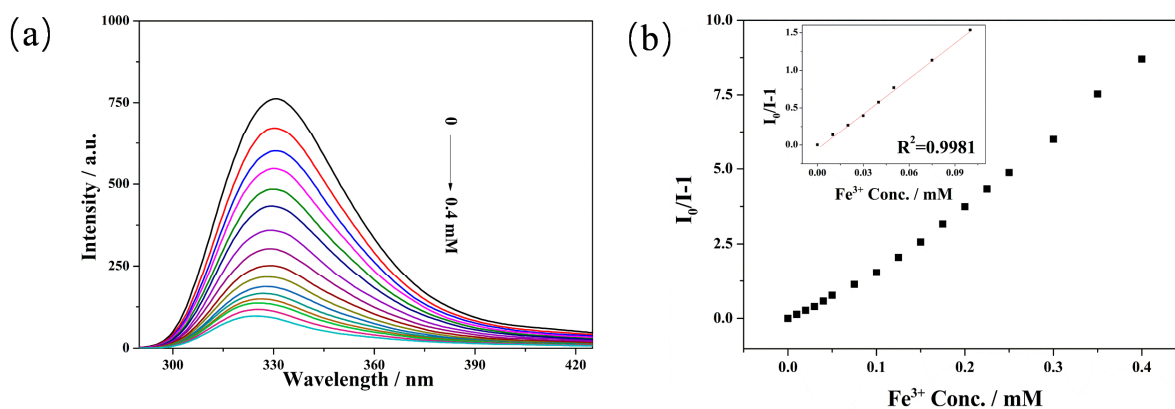 (a)
1000
750
500
250
0
Intensity / a.u.
300
330
360
390
420
Wavelength / nm
0
0.4 mM
(b)
10.0
7.5
5.0
2.5
0.0
I₀/I-1
0.0
0.1
0.2
0.3
0.4
Fe³⁺ Conc. / mM
1.5
1.0
0.5
0.0
I₀/I-1
0.00
0.03
0.06
0.09
Fe³⁺ Conc. / mM
R²=0.9981